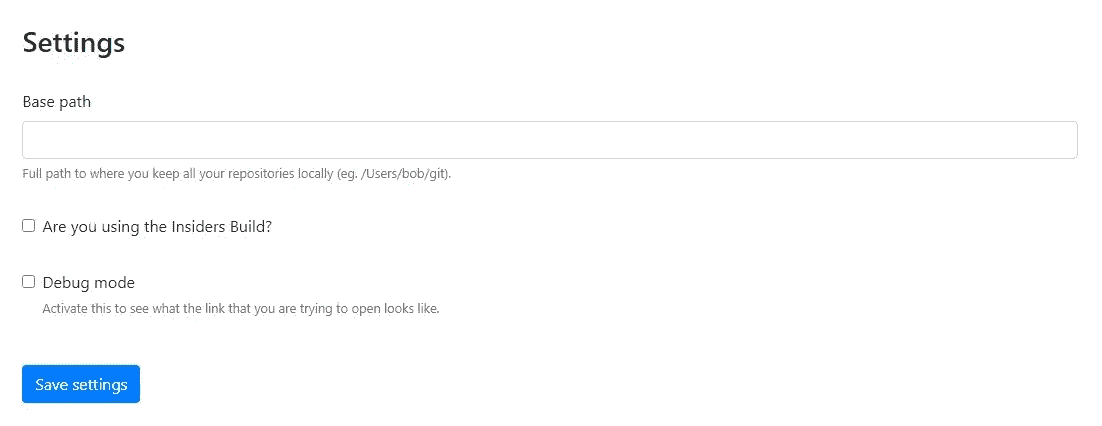 Settings
Base path
Full path to where you keep all your repositories locally (eg. /Users/bob/git).
Are you using the Insiders Build?
Debug mode
Activate this to see what the link that you are trying to open looks like.
Save settings